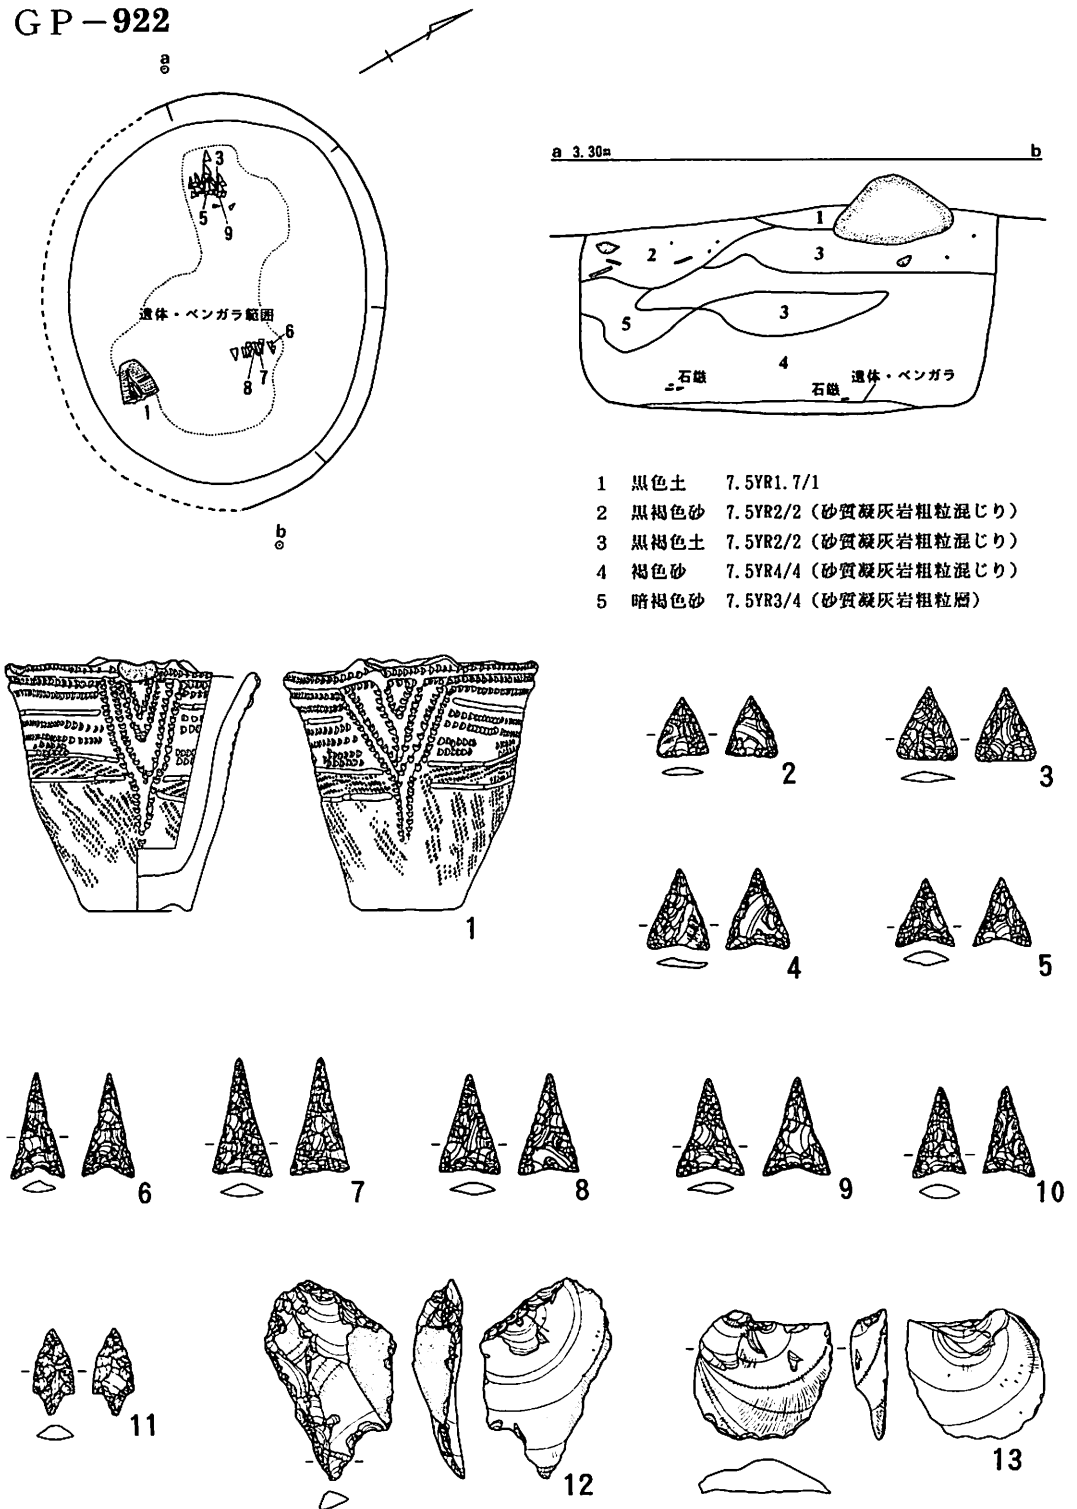 GP-922
a
3
5
9
遺体・ベンガラ範囲
6
8 7
1
b
a 3.30m b
1
2
3
3
5
4
石鏃
石鏃 遺体・ベンガラ
1 黒色土 7.5YR1.7/1
2 黒褐色砂 7.5YR2/2（砂質凝灰岩粗粒混じり）
3 黒褐色土 7.5YR2/2（砂質凝灰岩粗粒混じり）
4 褐色砂 7.5YR4/4（砂質凝灰岩粗粒混じり）
5 暗褐色砂 7.5YR3/4（砂質凝灰岩粗粒層）
1
2
3
4
5
6
7
8
9
10
11
12
13